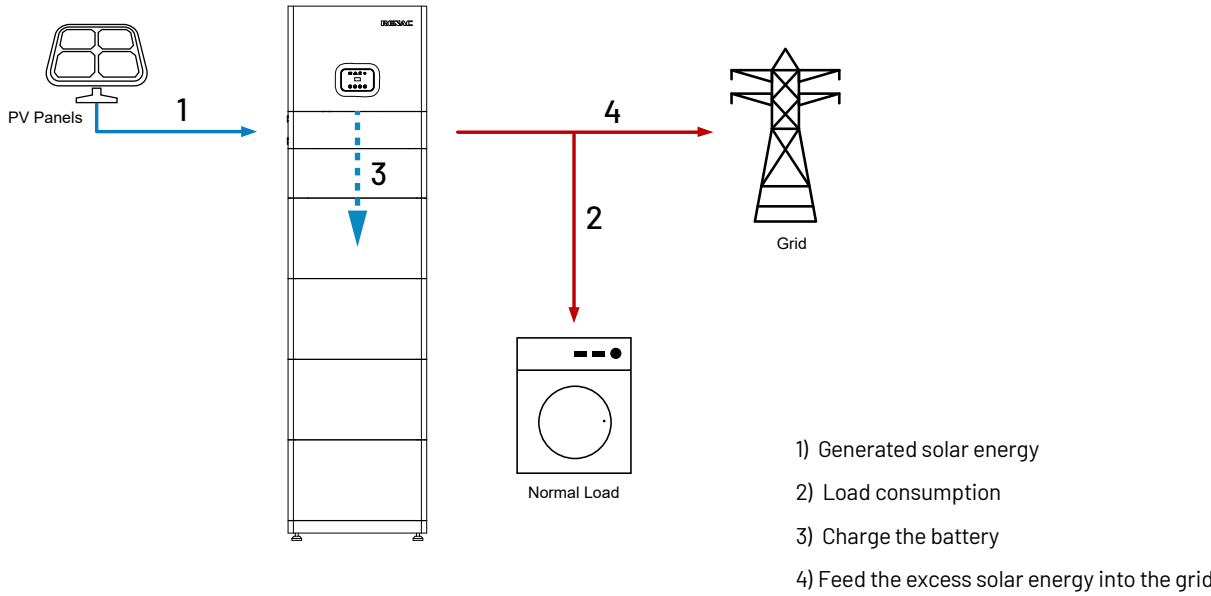 RENAC
PV Panels
1
3
4
2
Grid
Normal Load
1) Generated solar energy
2) Load consumption
3) Charge the battery
4) Feed the excess solar energy into the grid